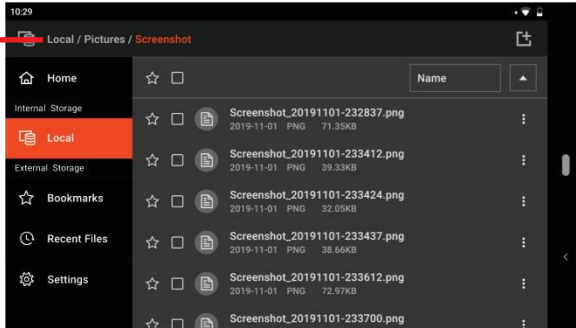 10:29
Local / Pictures / Screenshot
Home
Name
Internal Storage
Local
External Storage
Bookmarks
Recent Files
Settings
Screenshot_20191101-232837.png
2019-11-01 PNG 71.35KB
Screenshot_20191101-233412.png
2019-11-01 PNG 39.33KB
Screenshot_20191101-233424.png
2019-11-01 PNG 32.05KB
Screenshot_20191101-233437.png
2019-11-01 PNG 38.66KB
Screenshot_20191101-233612.png
2019-11-01 PNG 72.97KB
Screenshot_20191101-233700.png